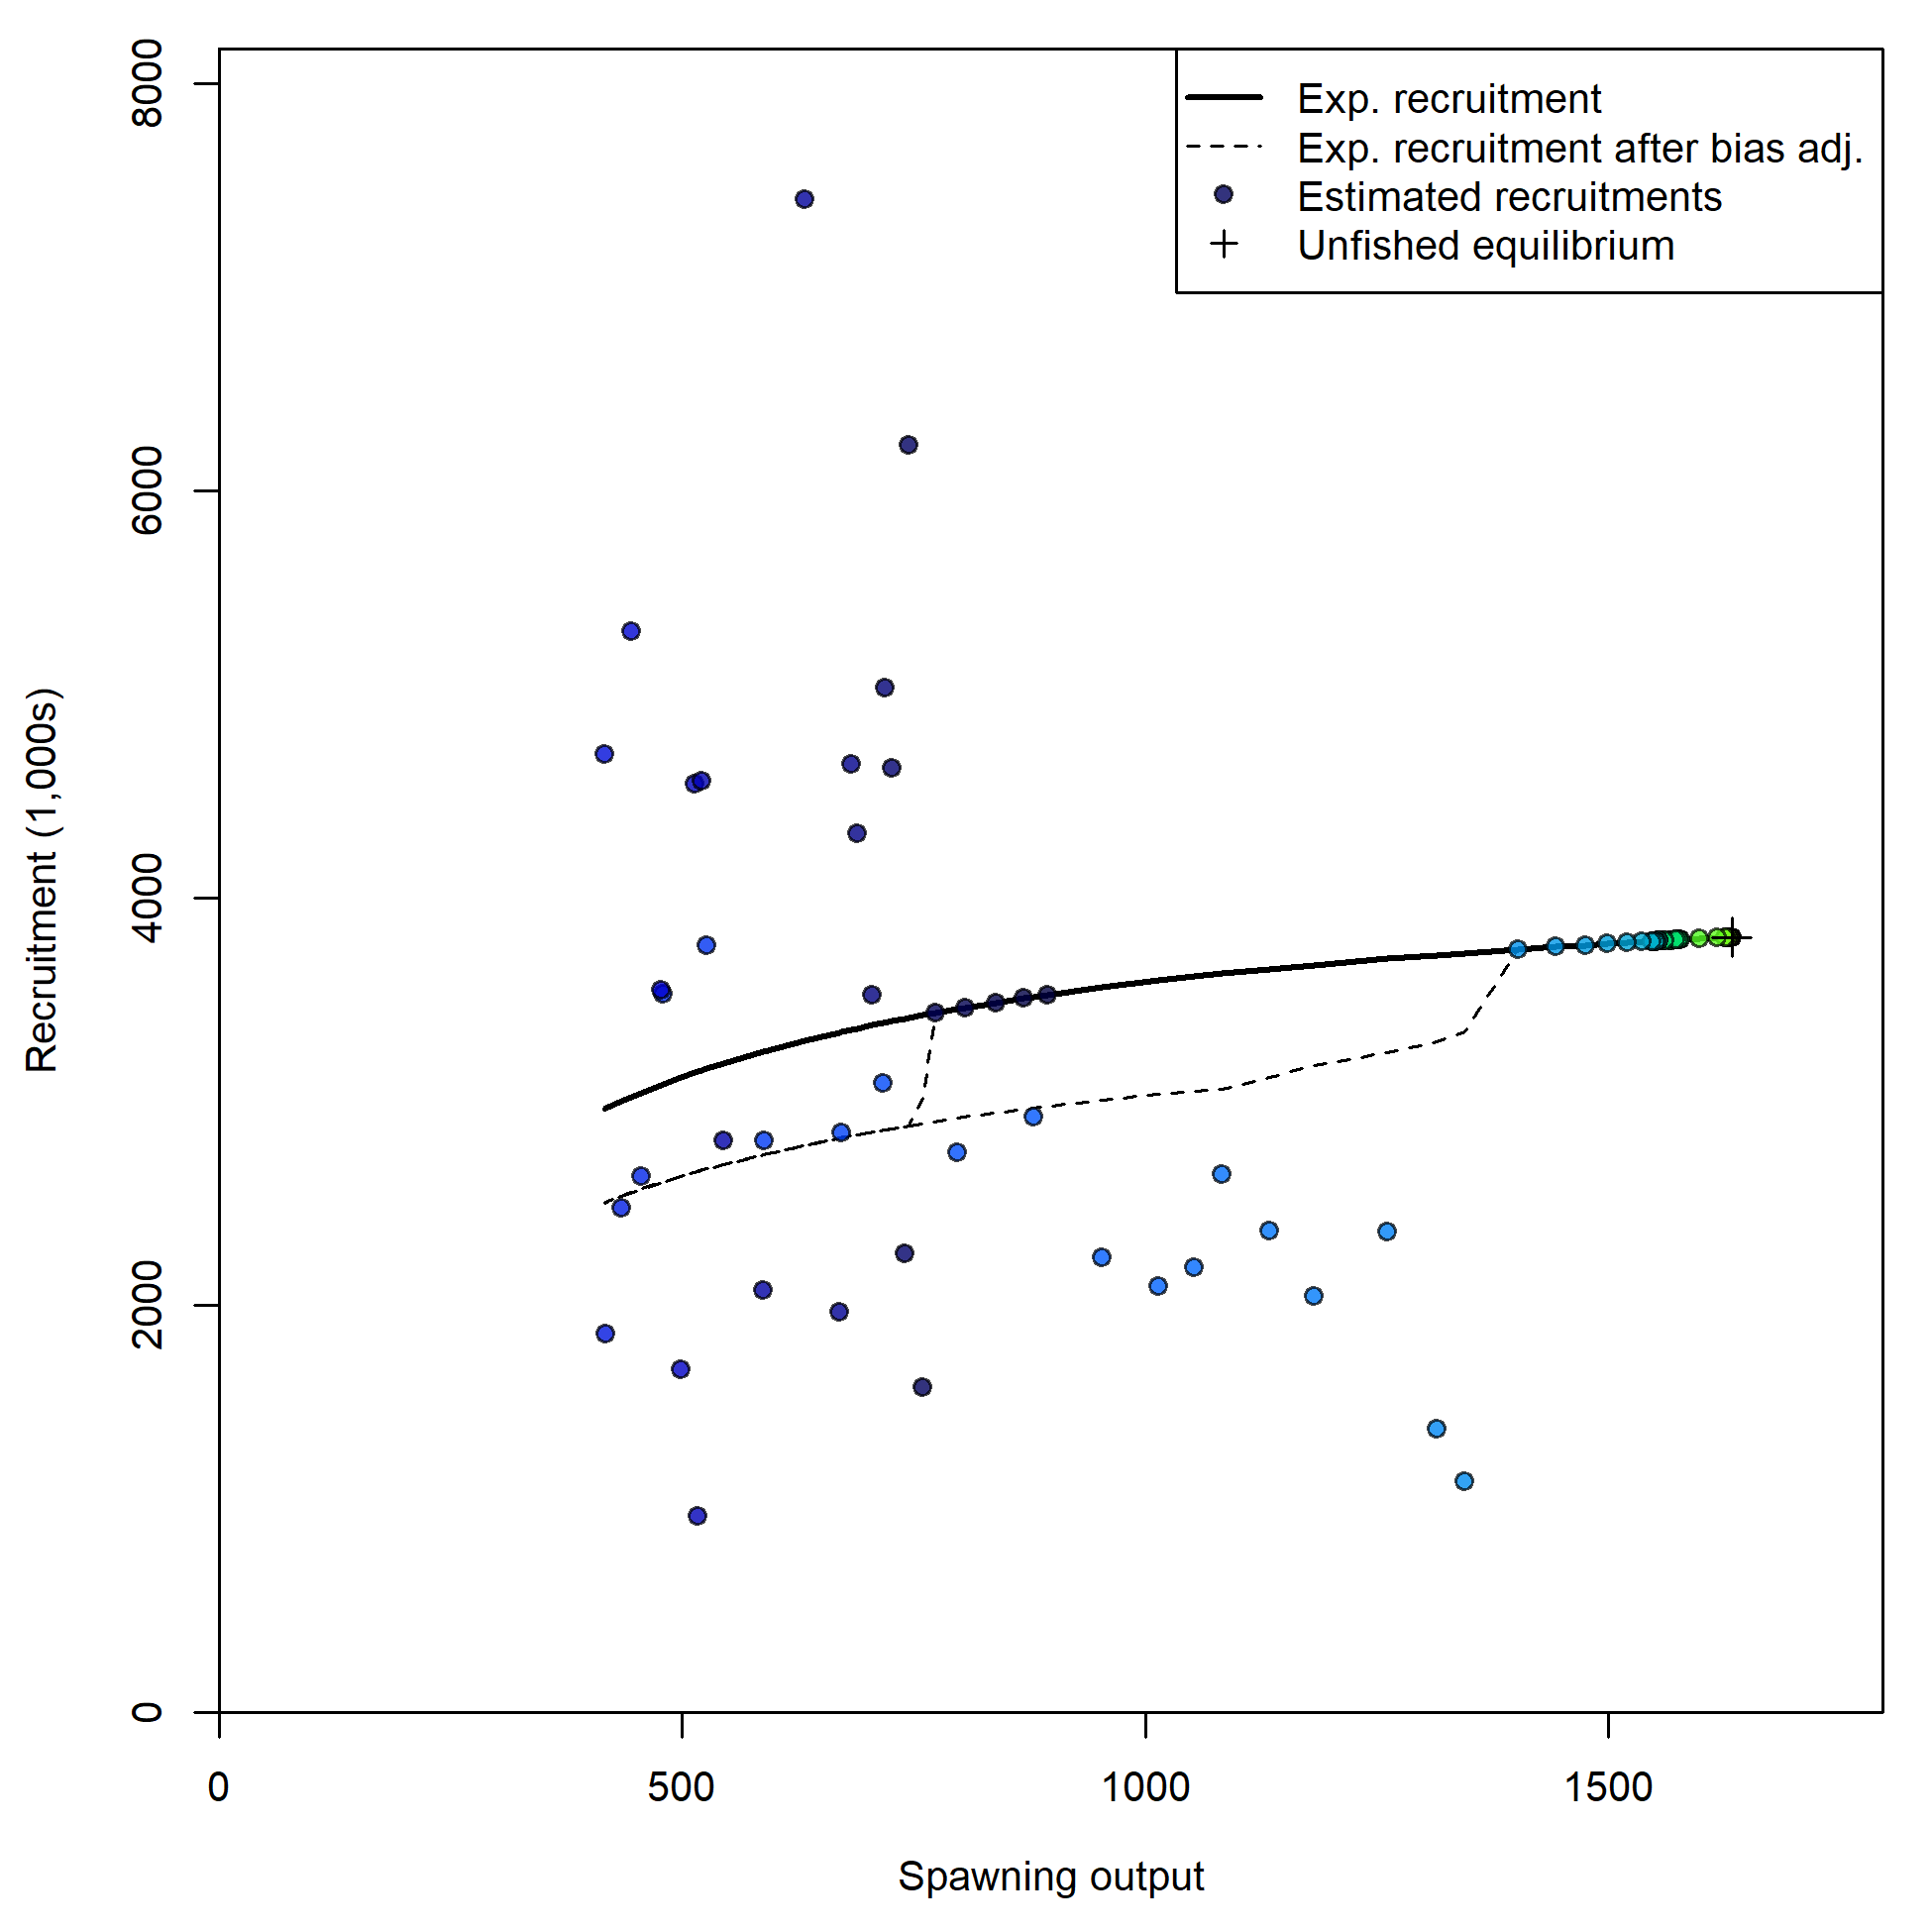 Exp. recruitment
Exp. recruitment after bias adj.
Estimated recruitments
Unfished equilibrium
8000
6000
4000
2000
0
Recruitment (1,000s)
0 500 1000 1500
Spawning output